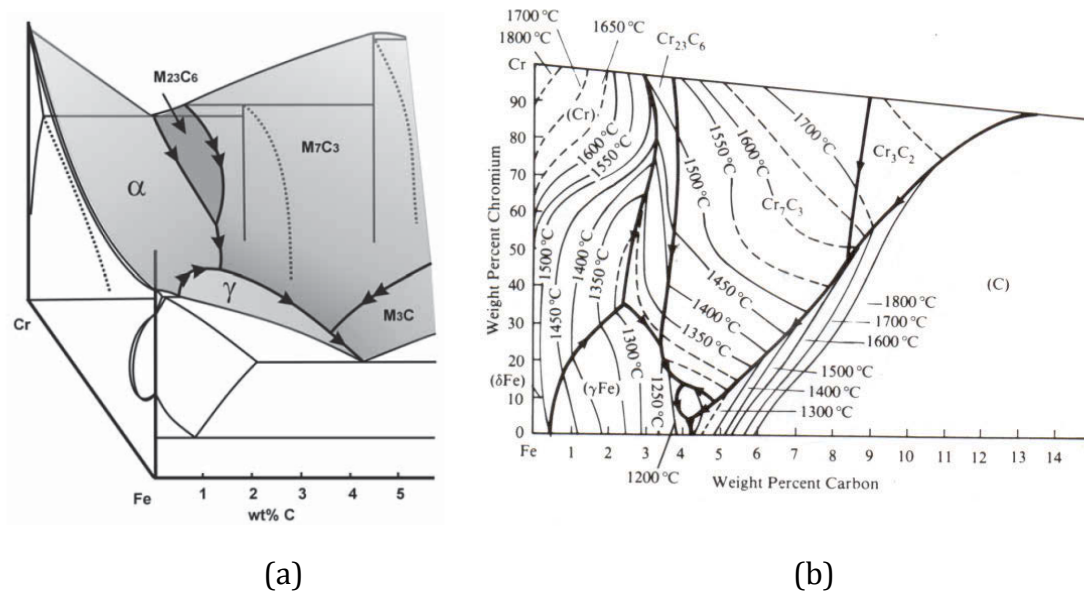 M23C6
M7C3
α
γ
M3C
Cr
Fe
1
2
3
4
5
wt% C
(a)
1700 °C
1800 °C
1650 °C
Cr23C6
Cr
90
80
70
60
50
40
30
20
10
0
Weight Percent Chromium
(Cr)
1600 °C
1550 °C
1500 °C
1550 °C
1600 °C
1700 °C
Cr3C2
Cr7C3
1500 °C
1450 °C
1400 °C
1350 °C
1300 °C
1250 °C
1450 °C
1400 °C
1350 °C
(C)
1800 °C
1700 °C
1600 °C
1500 °C
1400 °C
1300 °C
(δFe)
(γFe)
Fe
1 2 3 4 5 6 7 8 9 10 11 12 13 14
1200 °C
Weight Percent Carbon
(b)